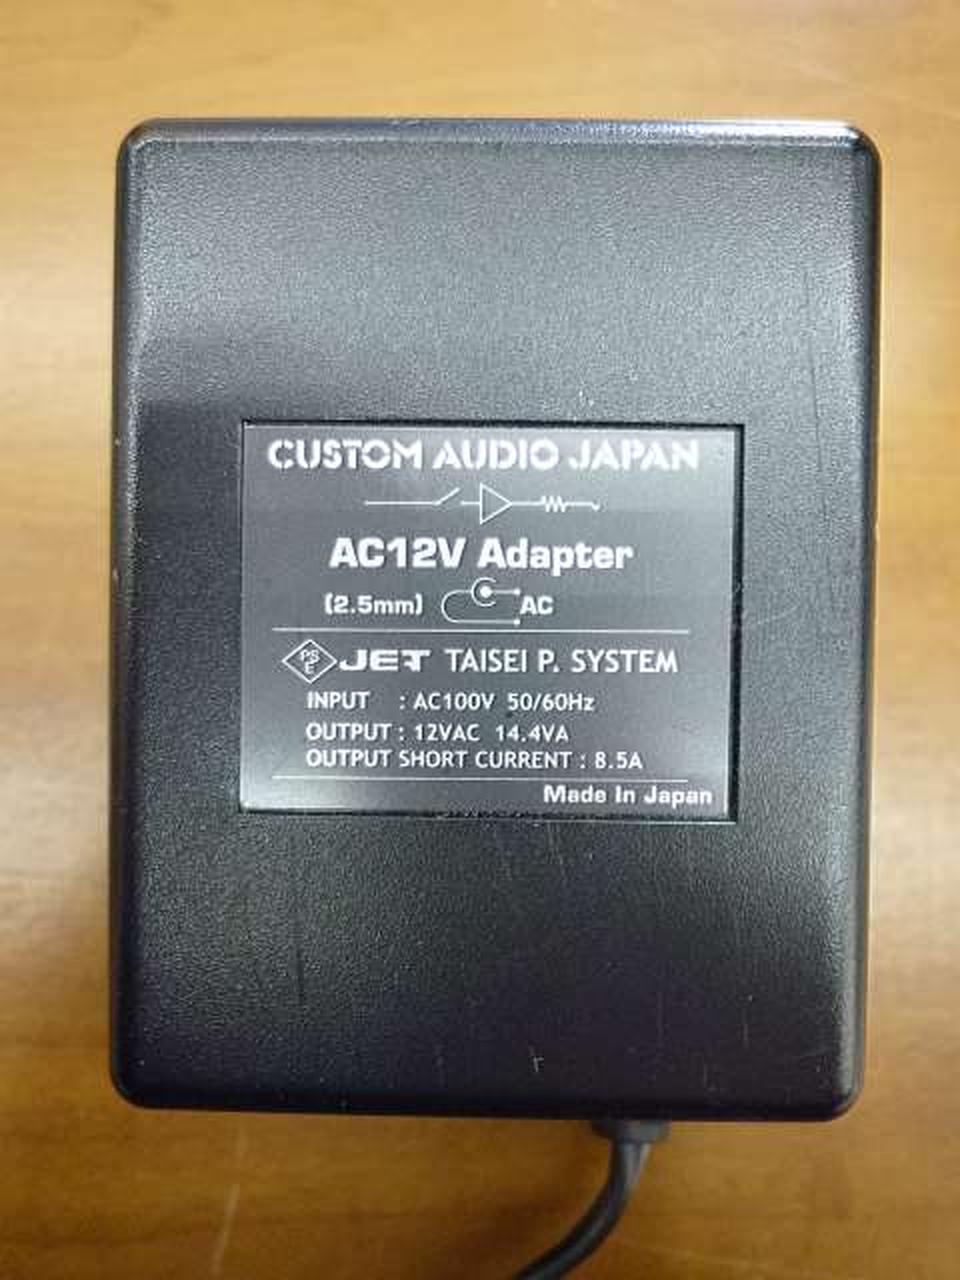 CUSTOM AUDIO JAPAN
AC12V Adapter
(2.5mm) AC
PSE JET TAISEI P. SYSTEM
INPUT : AC100V 50/60Hz
OUTPUT : 12VAC 14.4VA
OUTPUT SHORT CURRENT : 8.5A
Made In Japan